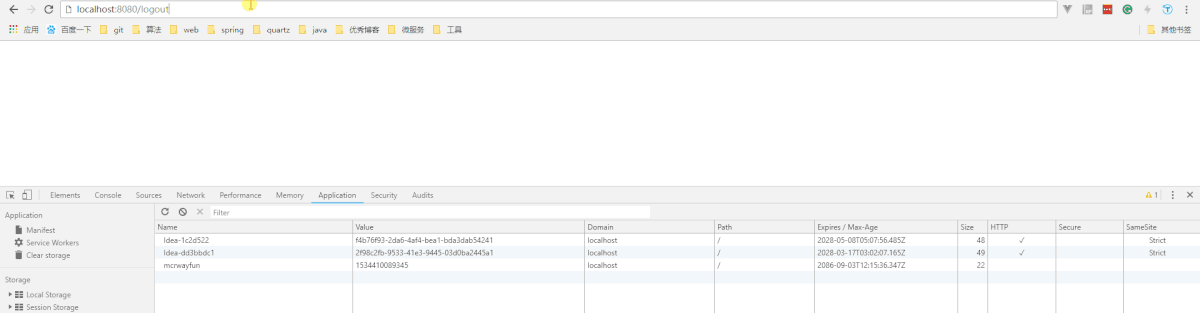 localhost:8080/logout
应用 百度一下 git 算法 web spring quartz java 优秀博客 微服务 工具 其他书签
Elements Console Sources Network Performance Memory Application Security Audits 1
Application
Manifest
Service Workers
Clear storage
Storage
Local Storage
Session Storage
Filter
Name Value Domain Path Expires / Max-Age Size HTTP Secure SameSite
Idea-1c2d522 f4b76f93-2da6-4af4-bea1-bda3dab54241 localhost / 2028-05-08T05:07:56.485Z 48 ✓ Strict
Idea-dd3bbdc1 2f98c2fb-9533-41e3-9445-03d0ba2445a1 localhost / 2028-03-17T03:02:07.165Z 49 ✓ Strict
mcrwayfun 1534410089345 localhost / 2086-09-03T12:15:36.347Z 22